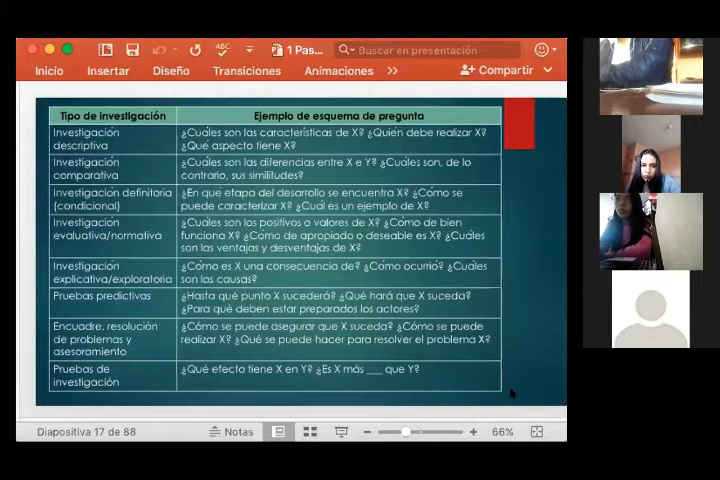 ABC
1 Pas...
Buscar en presentación
Inicio
Insertar
Diseño
Transiciones
Animaciones
Compartir
Tipo de investigación
Ejemplo de esquema de pregunta
Investigación
descriptiva
¿Cuáles son las características de X? ¿Quién debe realizar X?
¿Qué aspecto tiene X?
Investigación
comparativa
¿Cuáles son las diferencias entre X e Y? ¿Cuáles son, de lo
contrario, sus similitudes?
Investigación definitoria
(condicional)
¿En qué etapa del desarrollo se encuentra X? ¿Cómo se
puede caracterizar X? ¿Cuál es un ejemplo de X?
Investigación
evaluativa/normativa
¿Cuáles son los positivos o valores de X? ¿Cómo de bien
funciona X? ¿Cómo de apropiado o deseable es X? ¿Cuáles
son las ventajas y desventajas de X?
Investigación
explicativa/exploratoria
¿Cómo es X una consecuencia de? ¿Cómo ocurrió? ¿Cuáles
son las causas?
Pruebas predictivas
¿Hasta qué punto X sucederá? ¿Qué hará que X suceda?
¿Para qué deben estar preparados los actores?
Encuadre, resolución
de problemas y
asesoramiento
¿Cómo se puede asegurar que X suceda? ¿Cómo se puede
realizar X? ¿Qué se puede hacer para resolver el problema X?
Pruebas de
investigación
¿Qué efecto tiene X en Y? ¿Es X más ___ que Y?
Diapositiva 17 de 88
Notas
66%